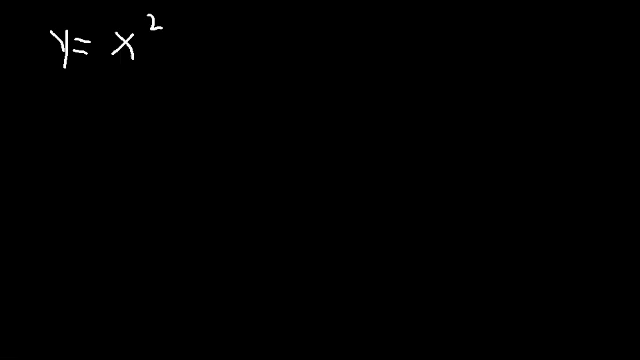 y = x²